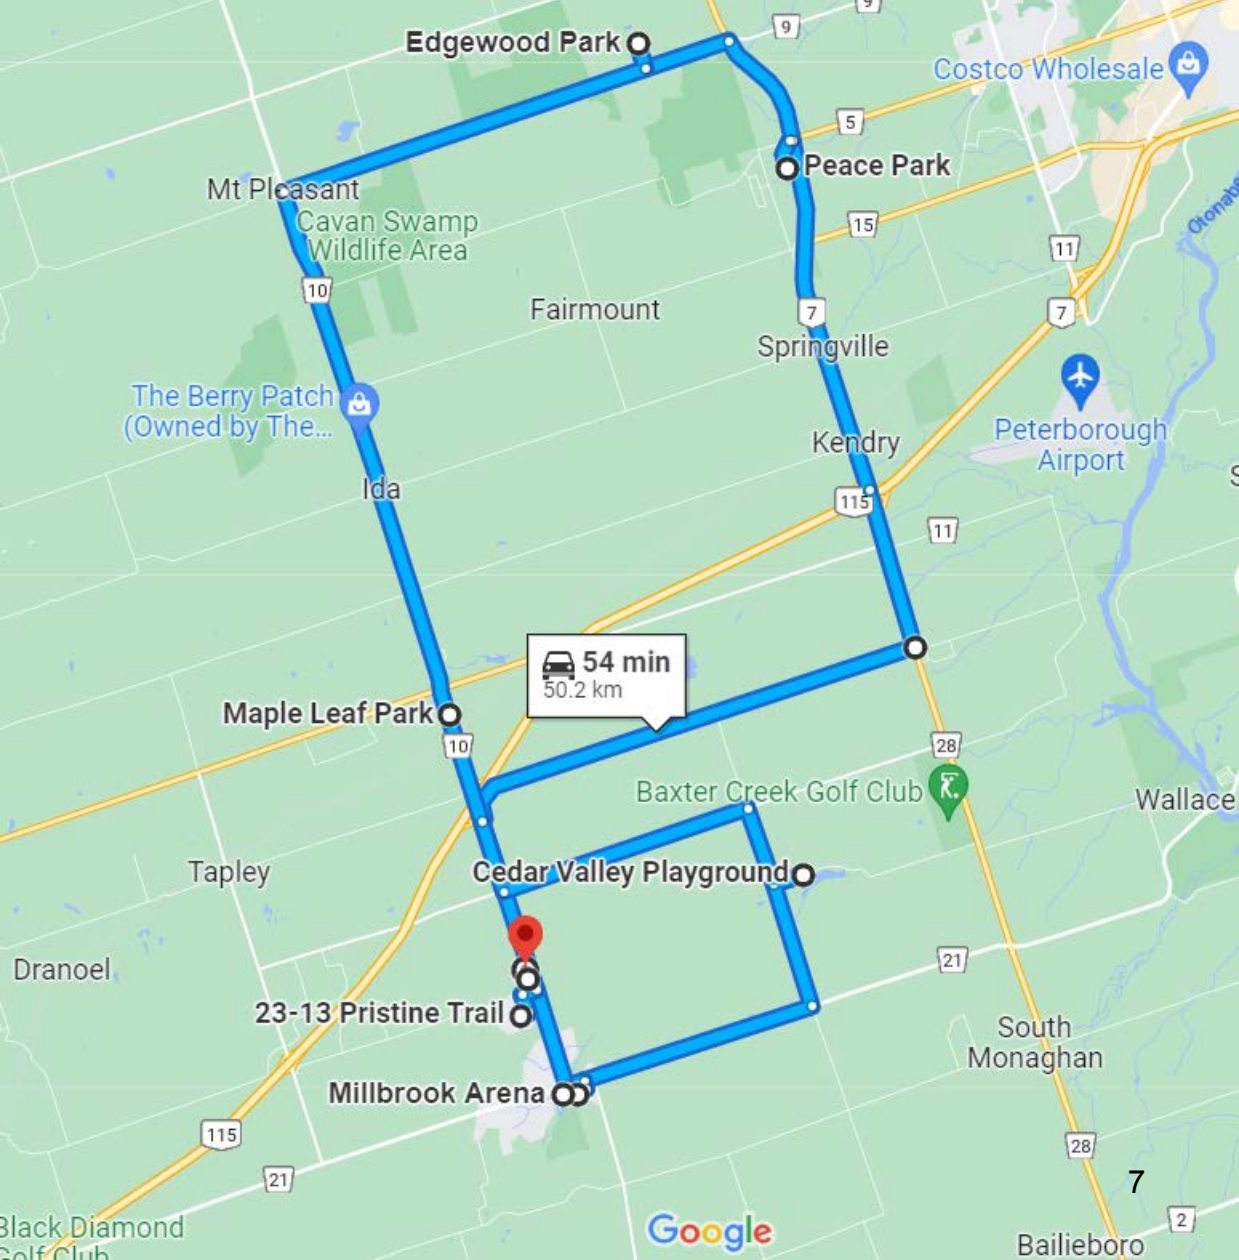 9
Edgewood Park
9
Costco Wholesale
5
Peace Park
Mt Pleasant
Cavan Swamp
Wildlife Area
15
11
10
Fairmount
7
7
Springville
The Berry Patch
(Owned by The...
Kendry
Peterborough
Airport
Ida
115
11
54 min
50.2 km
Maple Leaf Park
10
28
Baxter Creek Golf Club
Wallace
Tapley
Cedar Valley Playground
Dranoel
21
23-13 Pristine Trail
South
Monaghan
Millbrook Arena
115
28
21
7
Black Diamond
Golf Club
Google
2
Bailieboro